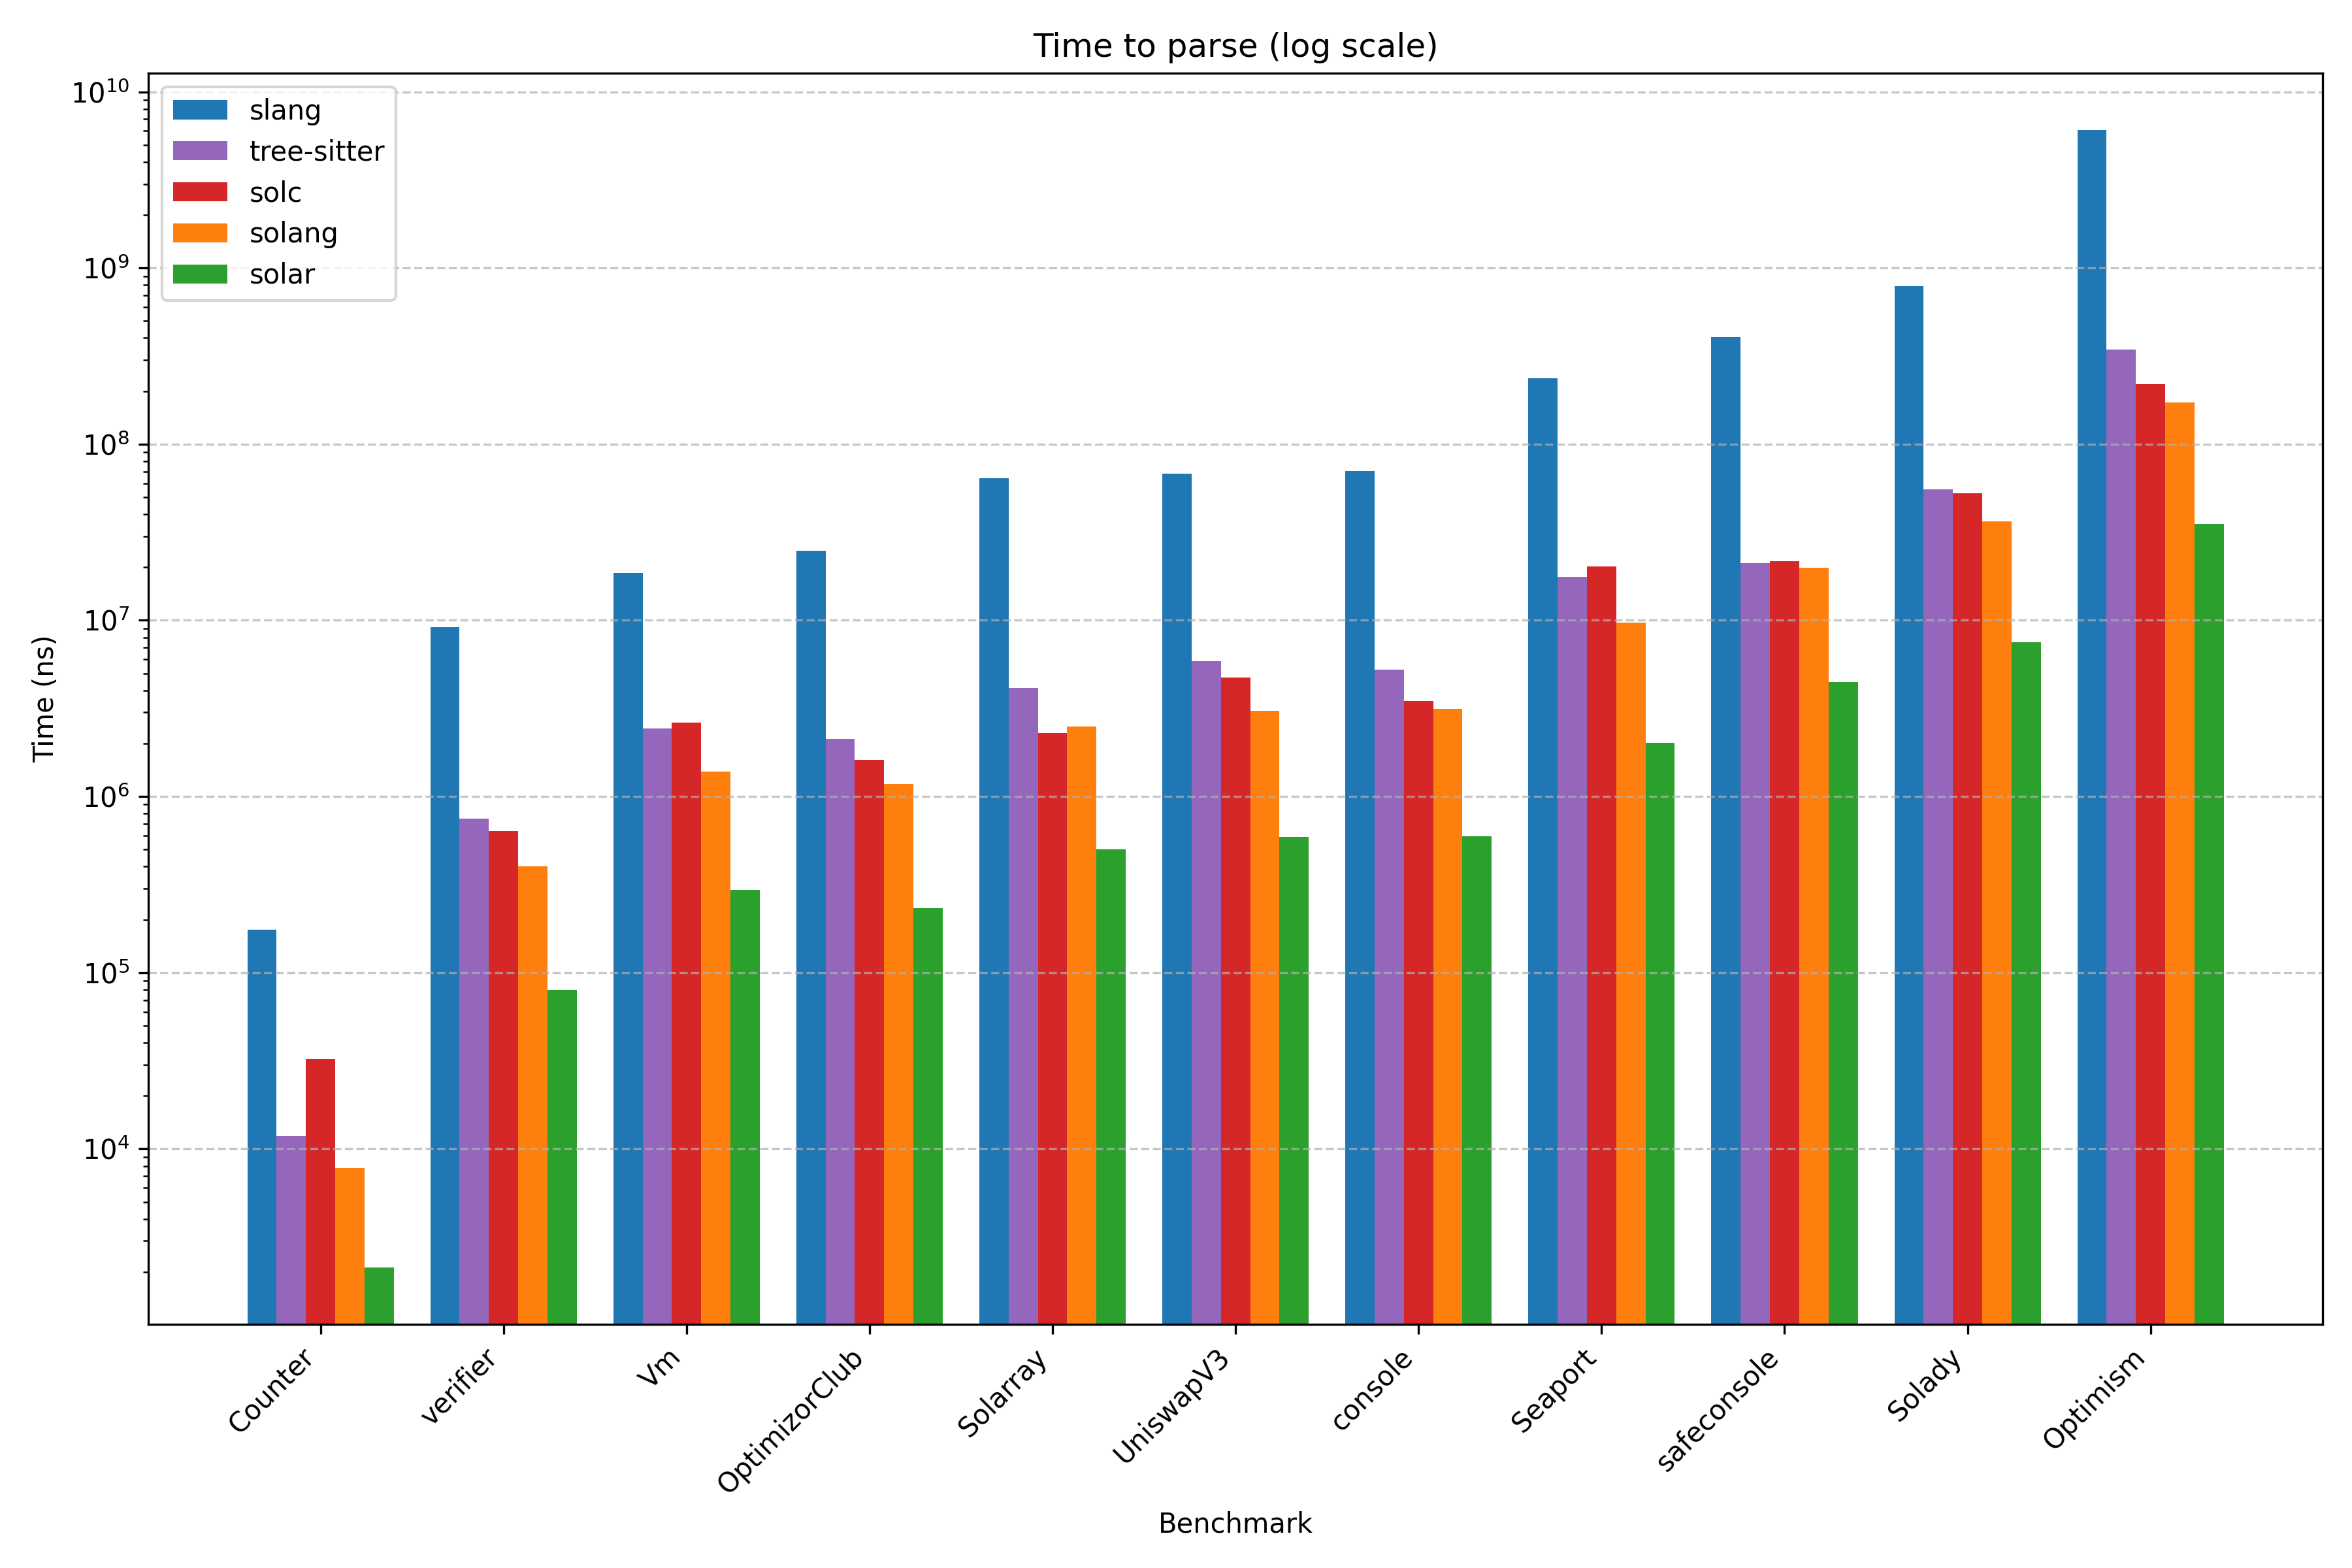 Time to parse (log scale)
slang
tree-sitter
solc
solang
solar
10¹⁰
10⁹
10⁸
10⁷
10⁶
10⁵
10⁴
Time (ns)
Counter
verifier
Vm
OptimizorClub
Solarray
UniswapV3
console
Seaport
safeconsole
Solady
Optimism
Benchmark